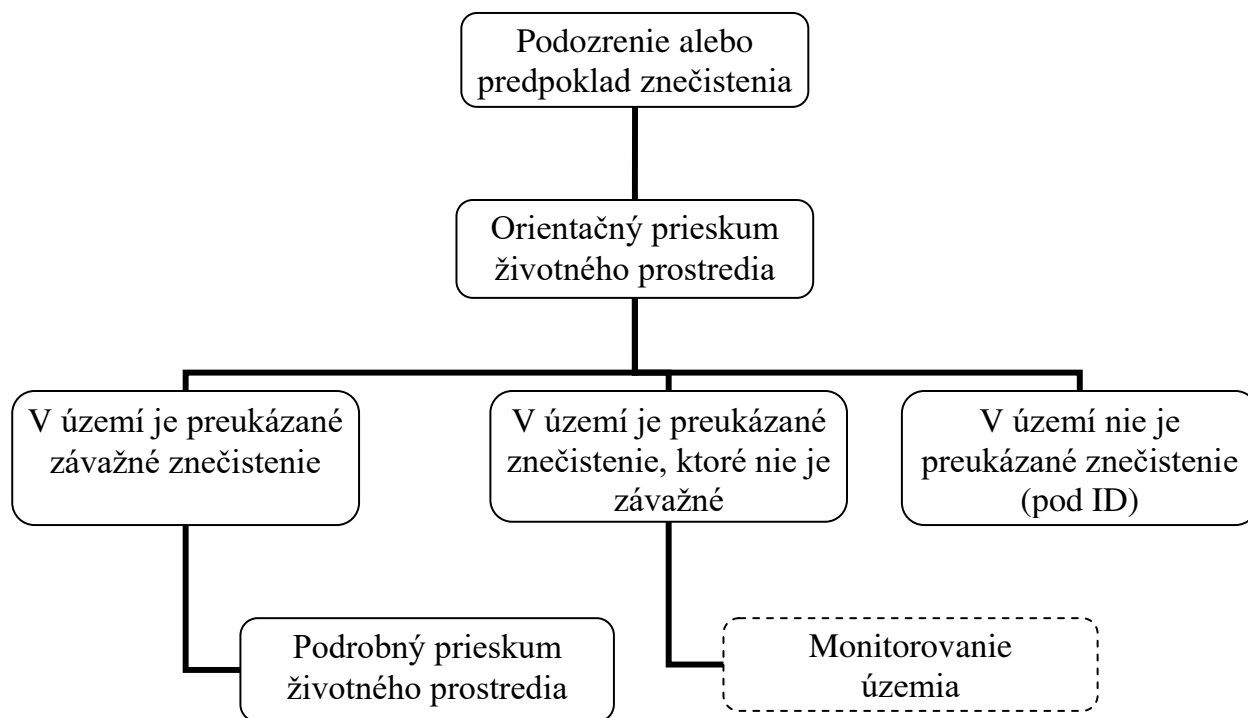 Podozrenie alebo
predpoklad znečistenia
Orientačný prieskum
životného prostredia
V území je preukázané
závažné znečistenie
V území je preukázané
znečistenie, ktoré nie je
závažné
V území nie je
preukázané znečistenie
(pod ID)
Podrobný prieskum
životného prostredia
Monitorovanie
územia